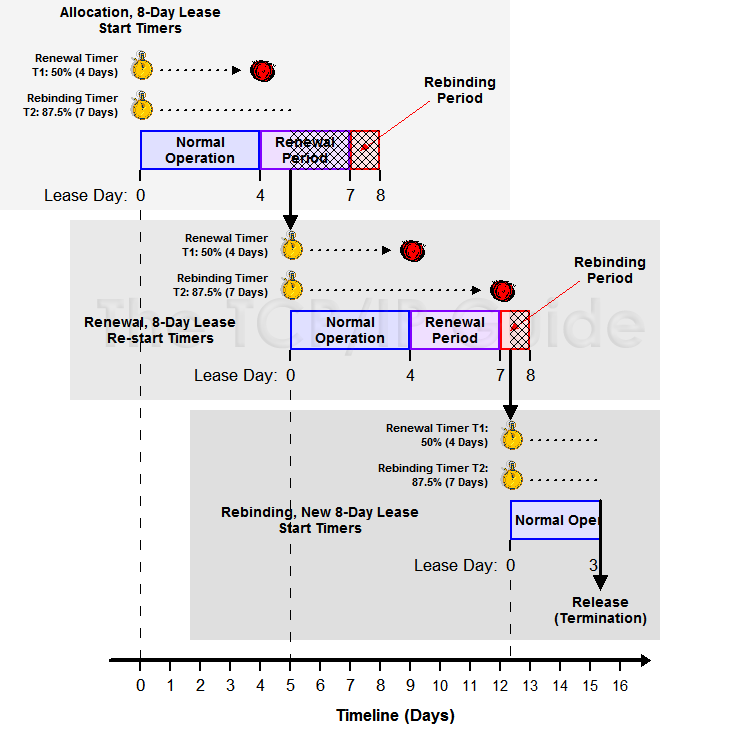 Allocation, 8-Day Lease
Start Timers
Renewal Timer
T1: 50% (4 Days)
Rebinding Timer
T2: 87.5% (7 Days)
Rebinding
Period
Normal
Operation
Renewal
Period
Lease Day: 0 4 7 8
Renewal Timer
T1: 50% (4 Days)
Rebinding Timer
T2: 87.5% (7 Days)
Rebinding
Period
The TCP/IP Guide
Renewal, 8-Day Lease
Re-start Timers
Normal
Operation
Renewal
Period
Lease Day: 0 4 7 8
Renewal Timer T1:
50% (4 Days)
Rebinding Timer T2:
87.5% (7 Days)
Rebinding, New 8-Day Lease
Start Timers
Normal Oper
Lease Day: 0 3
Release
(Termination)
0 1 2 3 4 5 6 7 8 9 10 11 12 13 14 15 16
Timeline (Days)